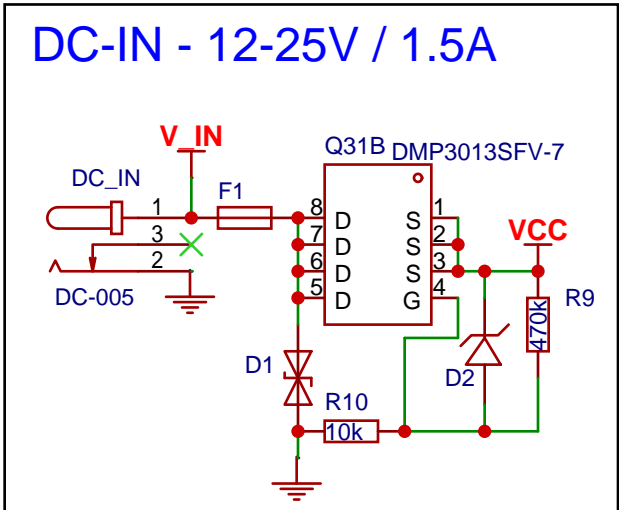 DC-IN - 12-25V / 1.5A
V_IN
Q31B DMP3013SFV-7
DC_IN
F1
1
3
2
DC-005
8 D
7 D
6 D
5 D
S 1
S 2
S 3
G 4
VCC
R9
470k
D1
D2
R10
10k